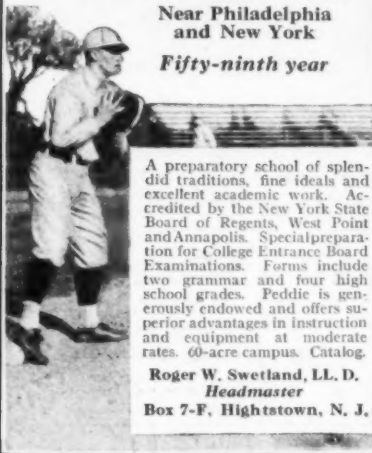 Near Philadelphia
and New York
Fifty-ninth year
A preparatory school of splen-
did traditions, fine ideals and
excellent academic work. Ac-
credited by the New York State
Board of Regents, West Point
and Annapolis. Special prepara-
tion for College Entrance Board
Examinations. Forms include
two grammar and four high
school grades. Peddie is gen-
erously endowed and offers su-
perior advantages in instruction
and equipment at moderate
rates. 60-acre campus. Catalog.
Roger W. Swetland, LL. D.
Headmaster
Box 7-F, Hightstown, N. J.